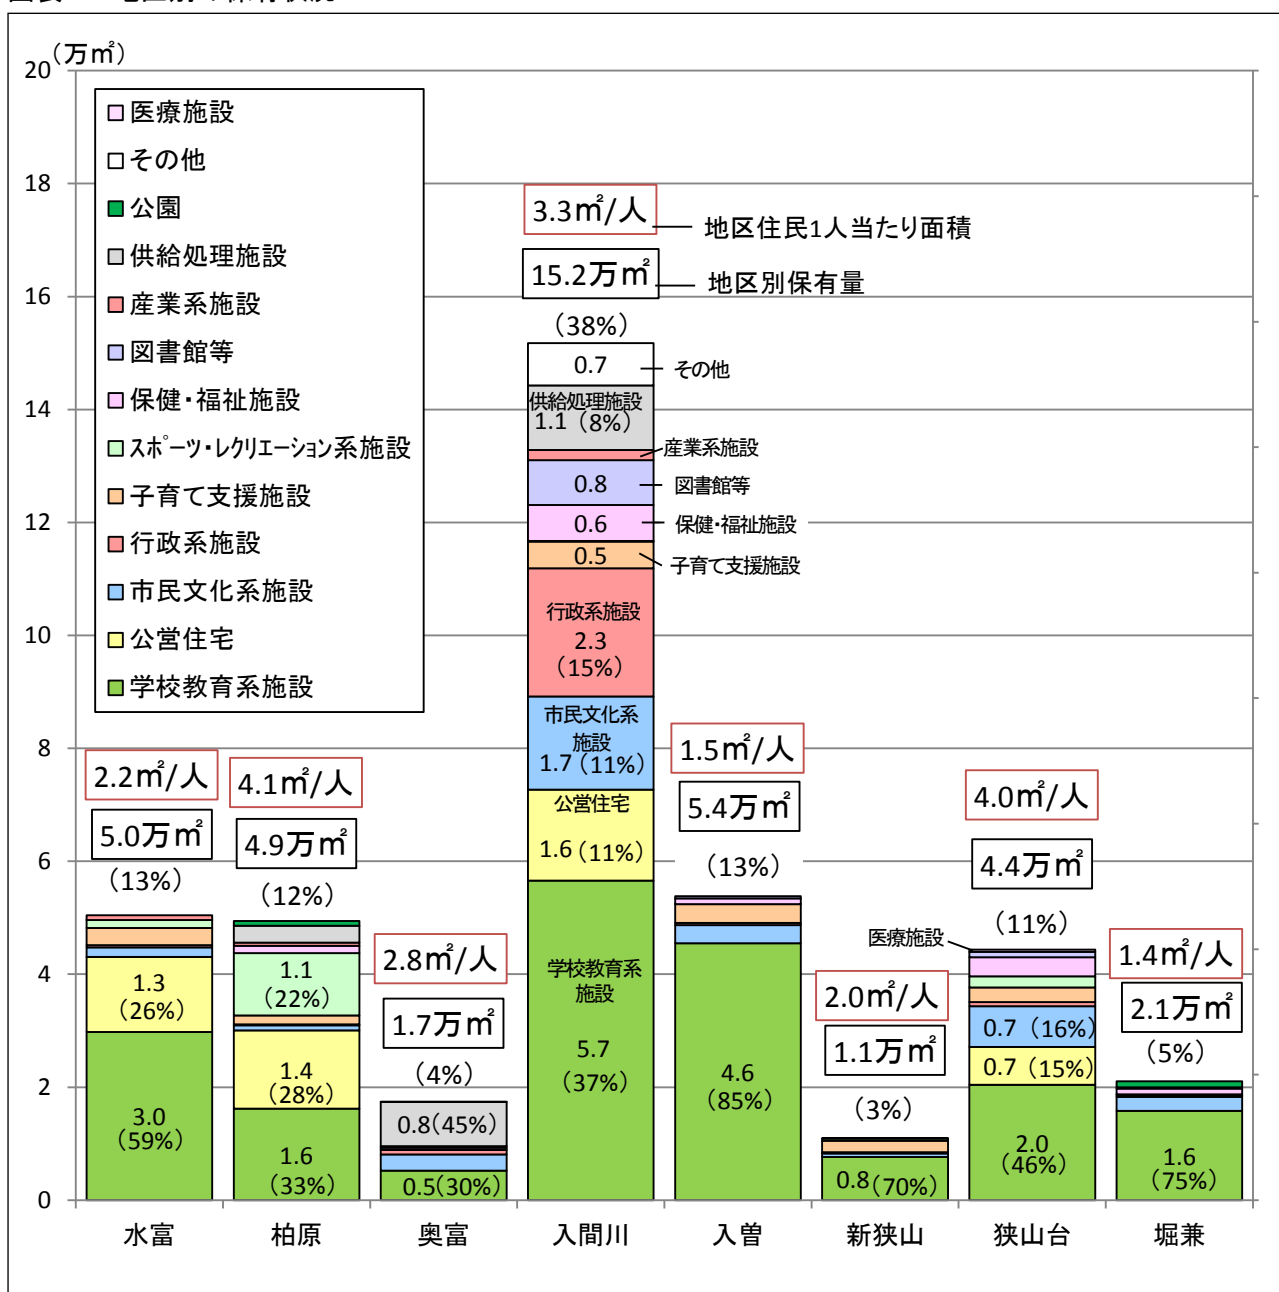 （万㎡）
20
18
16
14
12
10
8
6
4
2
0
医療施設
その他
公園
供給処理施設
産業系施設
図書館等
保健・福祉施設
ｽﾎﾟｰﾂ・ﾚｸﾘｴｰｼｮﾝ系施設
子育て支援施設
行政系施設
市民文化系施設
公営住宅
学校教育系施設
2.2㎡/人
5.0万㎡
（13%）
1.3
（26%）
3.0
（59%）
4.1㎡/人
4.9万㎡
（12%）
1.1
（22%）
1.4
（28%）
1.6
（33%）
2.8㎡/人
1.7万㎡
（4%）
0.8（45%）
0.5（30%）
3.3㎡/人
地区住民1人当たり面積
15.2万㎡
地区別保有量
（38%）
0.7
その他
供給処理施設
1.1（8%）
産業系施設
0.8
図書館等
0.6
保健・福祉施設
0.5
子育て支援施設
行政系施設
2.3
（15%）
市民文化系
施設
1.7（11%）
公営住宅
1.6（11%）
学校教育系
施設
5.7
（37%）
1.5㎡/人
5.4万㎡
（13%）
4.6
（85%）
2.0㎡/人
1.1万㎡
（3%）
0.8（70%）
4.0㎡/人
4.4万㎡
（11%）
医療施設
0.7（16%）
0.7（15%）
2.0
（46%）
1.4㎡/人
2.1万㎡
（5%）
1.6
（75%）
水富
柏原
奥富
入間川
入曽
新狭山
狭山台
堀兼